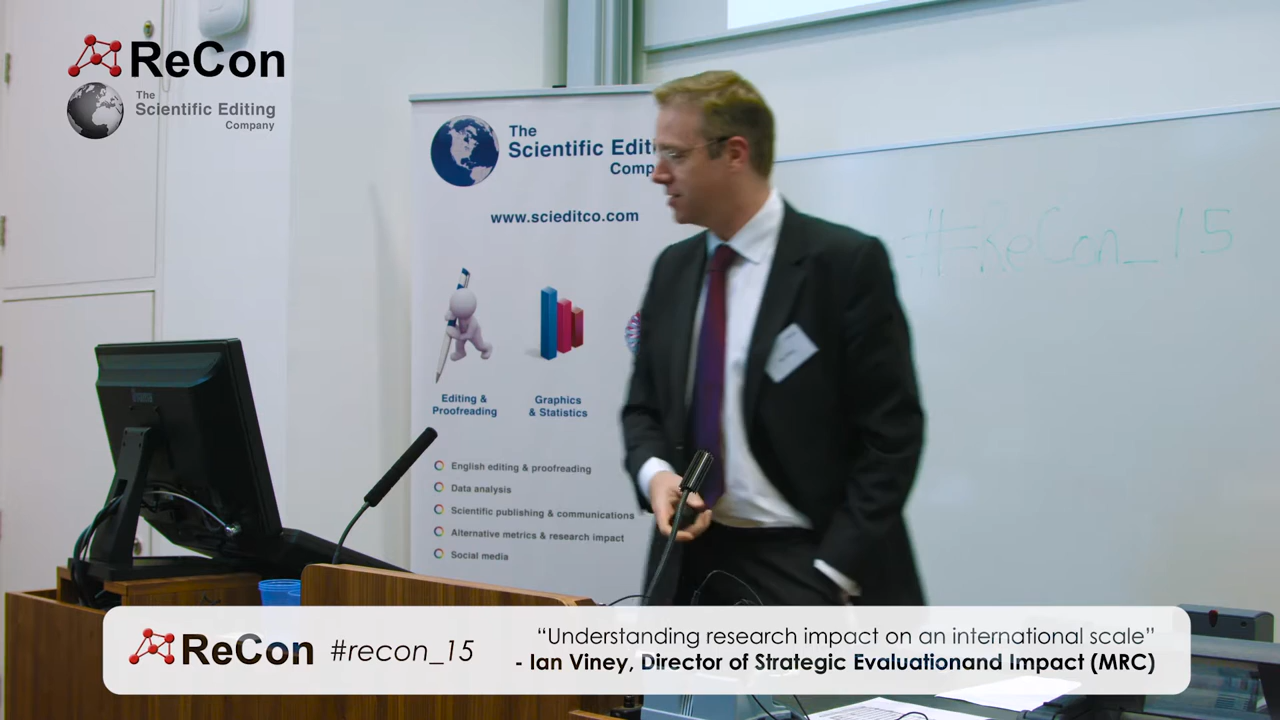 ReCon
The
Scientific Editing
Company
The
Scientific Edit
Comp
www.scieditco.com
Editing &
Proofreading
Graphics
& Statistics
English editing & proofreading
Data analysis
Scientific publishing & communications
Alternative metrics & research impact
Social media
#ReCon_15
ReCon #recon_15
“Understanding research impact on an international scale”
- Ian Viney, Director of Strategic Evaluationand Impact (MRC)